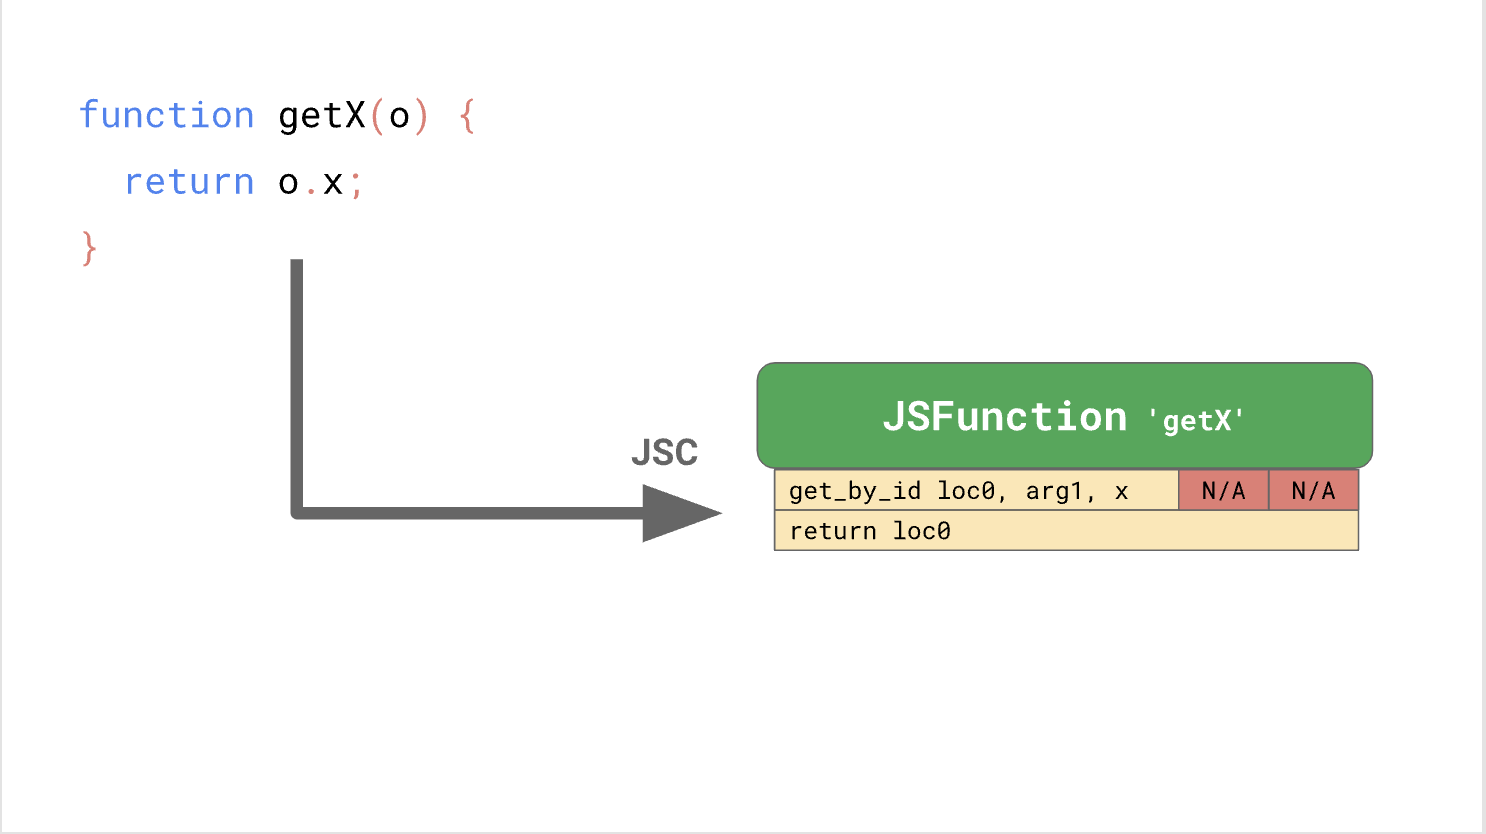 function getX(o) {
  return o.x;
}
JSC
JSFunction 'getX'
get_by_id loc0, arg1, x N/A N/A
return loc0